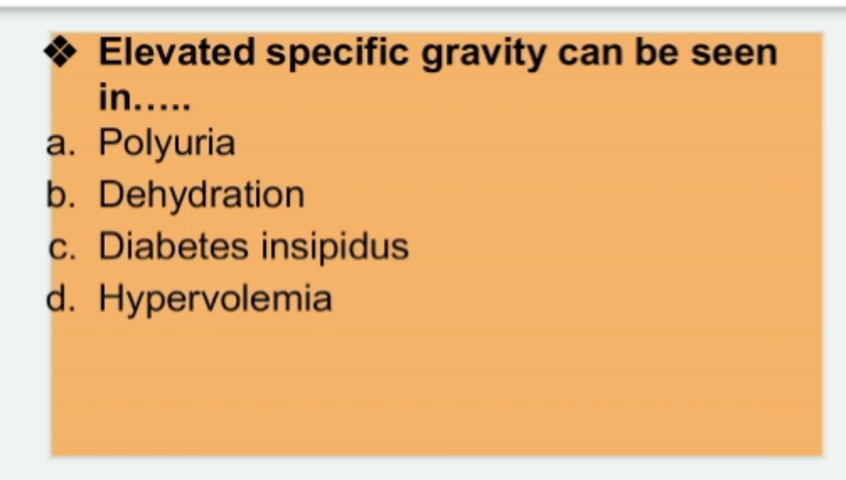 ❖ Elevated specific gravity can be seen
in.....
a. Polyuria
b. Dehydration
c. Diabetes insipidus
d. Hypervolemia